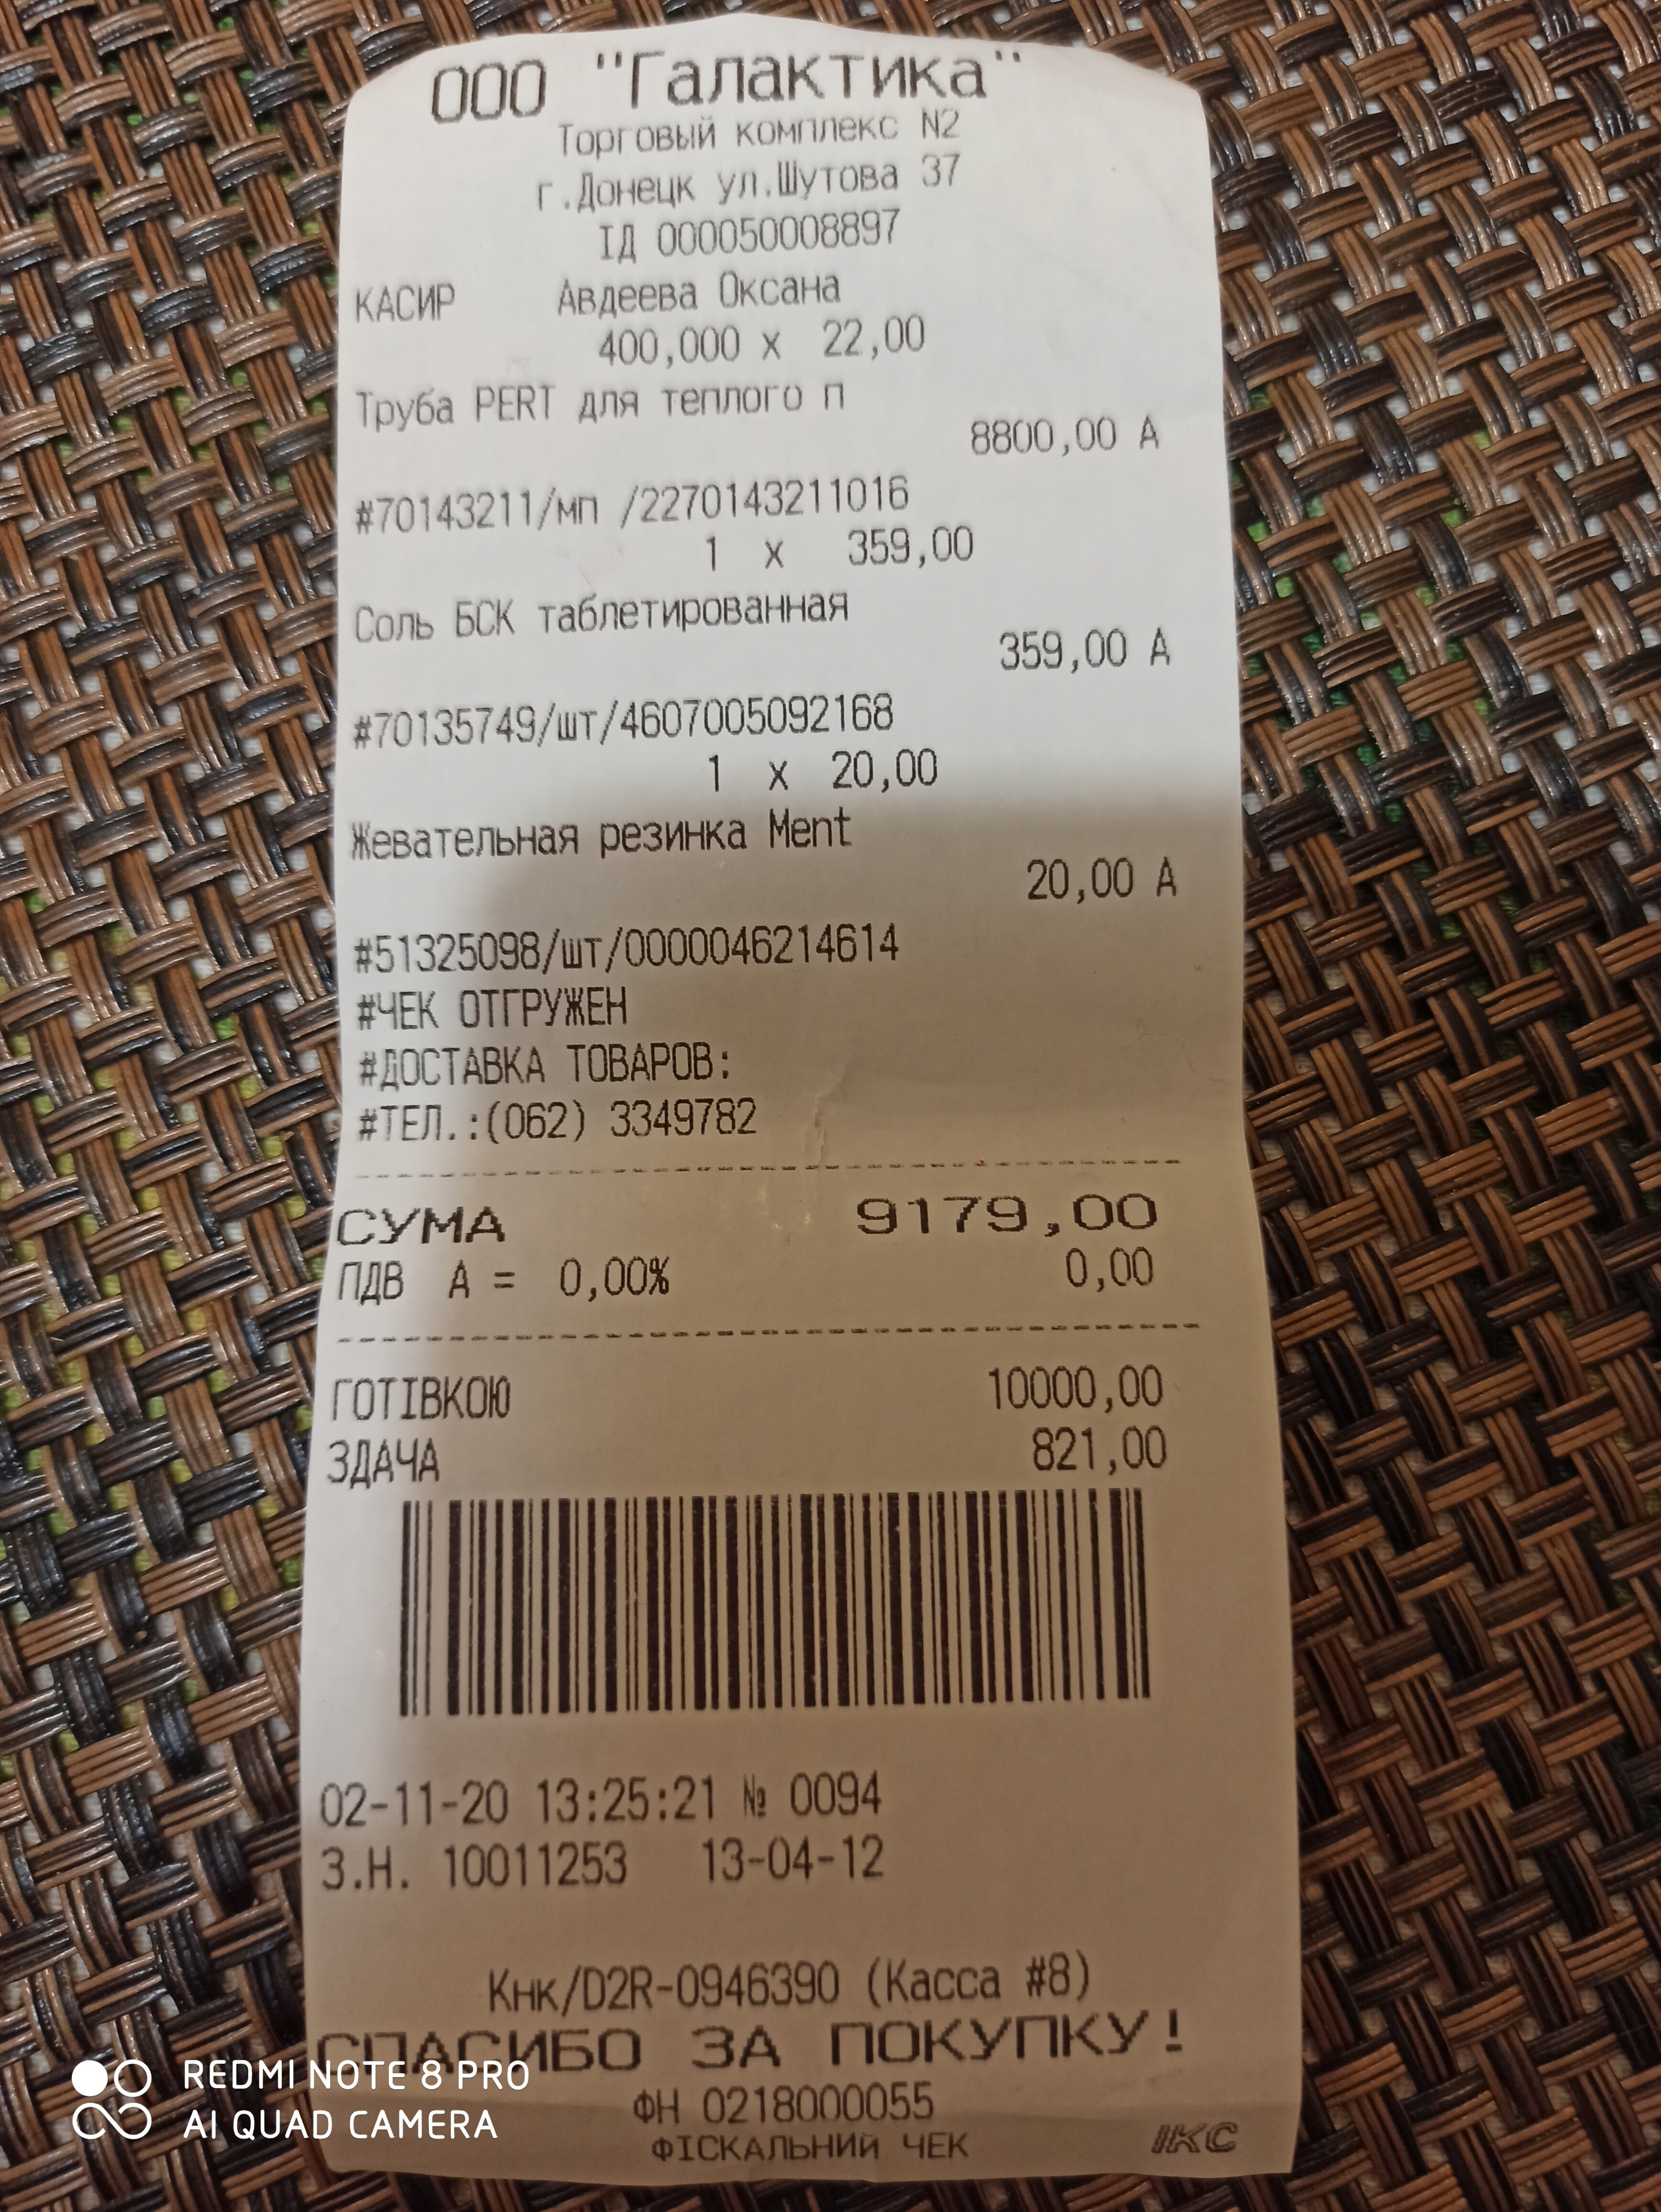 ООО "Галактика"
Торговый комплекс N2
г.Донецк ул.Шутова 37
ІД 000050008897
КАСИР Авдеева Оксана
400,000 x 22,00
Труба PERT для теплого п
8800,00 А
#70143211/мп /2270143211016
1 x 359,00
Соль БСК таблетированная
359,00 А
#70135749/шт/4607005092168
1 x 20,00
Жевательная резинка Ment
20,00 А
#51325098/шт/0000046214614
#ЧЕК ОТГРУЖЕН
#ДОСТАВКА ТОВАРОВ:
#ТЕЛ.:(062) 3349782
СУМА 9179,00
ПДВ А = 0,00% 0,00
ГОТІВКОЮ 10000,00
ЗДАЧА 821,00
02-11-20 13:25:21 № 0094
З.Н. 10011253 13-04-12
Кнк/D2R-0946390 (Касса #8)
СПАСИБО ЗА ПОКУПКУ!
ФН 0218000055
ФІСКАЛЬНИЙ ЧЕК IKC
REDMI NOTE 8 PRO
AI QUAD CAMERA